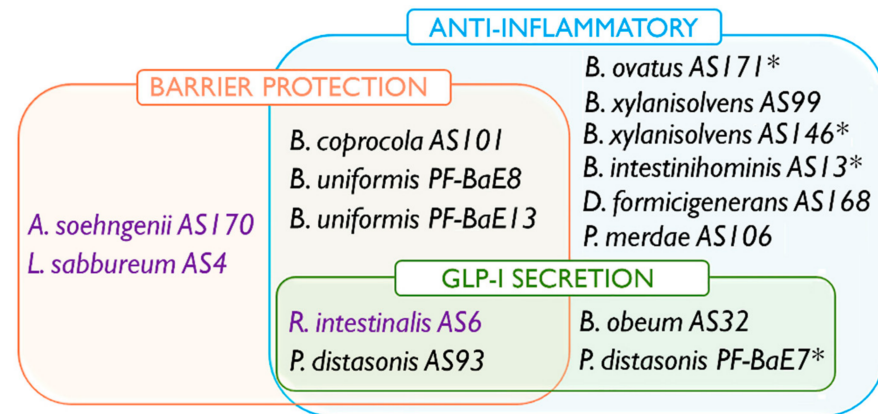 ANTI-INFLAMMATORY
BARRIER PROTECTION
B. ovatus AS171*
B. xylanisolvens AS99
B. xylanisolvens AS146*
B. intestinihominis AS13*
D. formicigenerans AS168
P. merdae AS106
B. coprocola AS101
B. uniformis PF-BaE8
B. uniformis PF-BaE13
A. soehngenii AS170
L. sabbureum AS4
GLP-1 SECRETION
R. intestinalis AS6
P. distasonis AS93
B. obeum AS32
P. distasonis PF-BaE7*